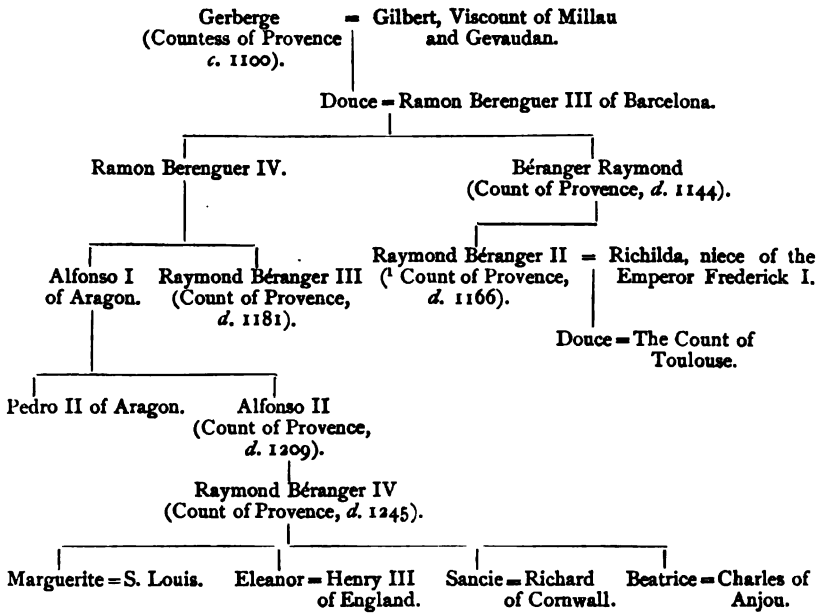 Gerberge = Gilbert, Viscount of Millau
(Countess of Provence and Gevaudan.
c. 1100).
Douce = Ramon Berenguer III of Barcelona.
Ramon Berenguer IV. Béranger Raymond
(Count of Provence, d. 1144).
Alfonso I Raymond Béranger III Raymond Béranger II = Richilda, niece of the
of Aragon. (Count of Provence, (¹ Count of Provence, Emperor Frederick I.
d. 1181). d. 1166).
Douce = The Count of
Toulouse.
Pedro II of Aragon. Alfonso II
(Count of Provence,
d. 1209).
Raymond Béranger IV
(Count of Provence, d. 1245).
Marguerite = S. Louis. Eleanor = Henry III Sancie = Richard Beatrice = Charles of
of England. of Cornwall. Anjou.